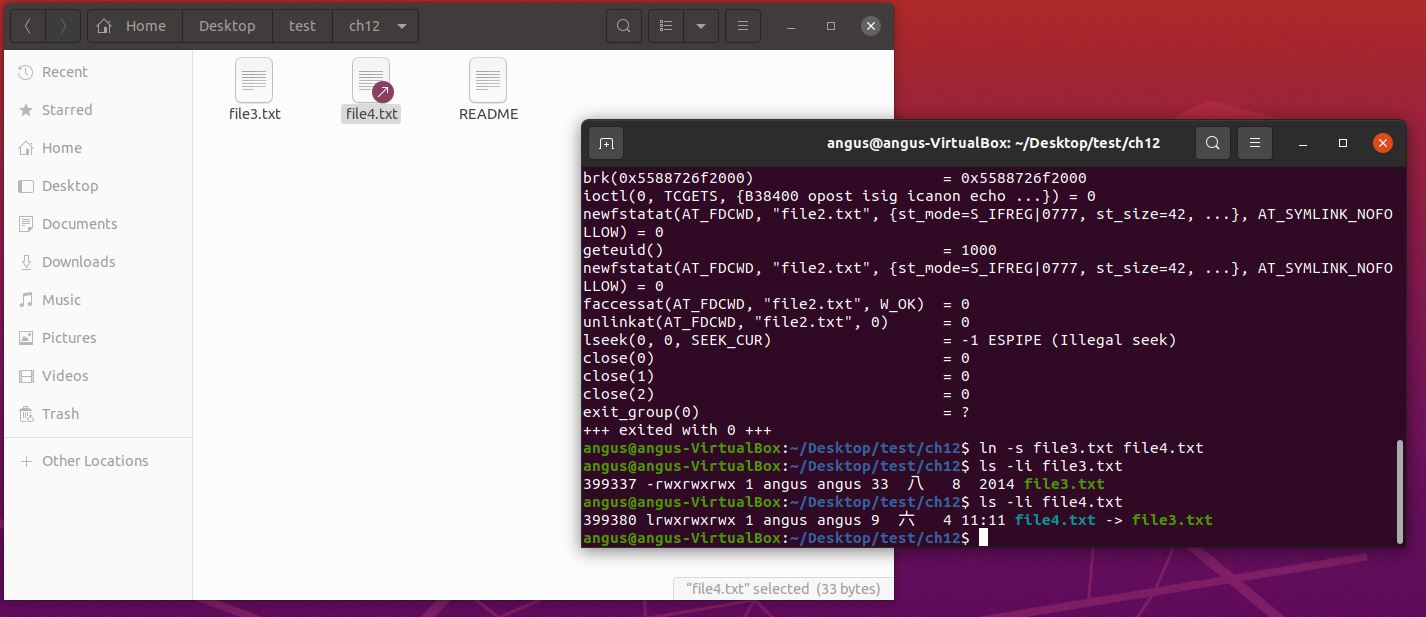 Home Desktop test ch12
Recent
Starred
Home
Desktop
Documents
Downloads
Music
Pictures
Videos
Trash
Other Locations
file3.txt file4.txt README
“file4.txt” selected (33 bytes)
angus@angus-VirtualBox: ~/Desktop/test/ch12
brk(0x5588726f2000) = 0x5588726f2000
ioctl(0, TCGETS, {B38400 opost isig icanon echo ...}) = 0
newfstatat(AT_FDCWD, "file2.txt", {st_mode=S_IFREG|0777, st_size=42, ...}, AT_SYMLINK_NOFO
LLOW) = 0
geteuid() = 1000
newfstatat(AT_FDCWD, "file2.txt", {st_mode=S_IFREG|0777, st_size=42, ...}, AT_SYMLINK_NOFO
LLOW) = 0
faccessat(AT_FDCWD, "file2.txt", W_OK) = 0
unlinkat(AT_FDCWD, "file2.txt", 0) = 0
lseek(0, 0, SEEK_CUR) = -1 ESPIPE (Illegal seek)
close(0) = 0
close(1) = 0
close(2) = 0
exit_group(0) = ?
+++ exited with 0 +++
angus@angus-VirtualBox:~/Desktop/test/ch12$ ln -s file3.txt file4.txt
angus@angus-VirtualBox:~/Desktop/test/ch12$ ls -li file3.txt
399337 -rwxrwxrwx 1 angus angus 33 八 8 2014 file3.txt
angus@angus-VirtualBox:~/Desktop/test/ch12$ ls -li file4.txt
399380 lrwxrwxrwx 1 angus angus 9 六 4 11:11 file4.txt -> file3.txt
angus@angus-VirtualBox:~/Desktop/test/ch12$